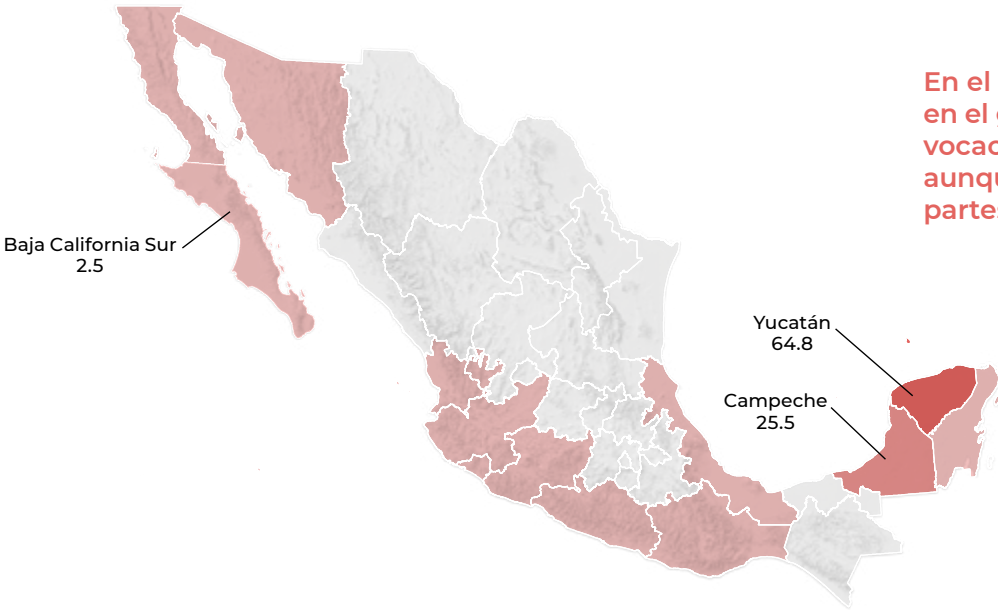 En el
en el
vocac
aunqu
partes
Baja California Sur
2.5
Yucatán
64.8
Campeche
25.5